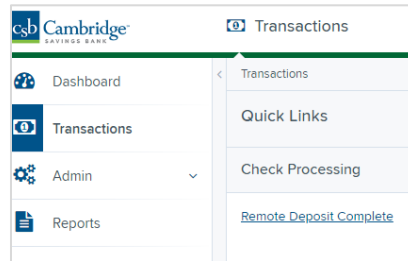 csb Cambridge
SAVINGS BANK
Transactions
Dashboard
Transactions
Admin
Reports
Transactions
Quick Links
Check Processing
Remote Deposit Complete